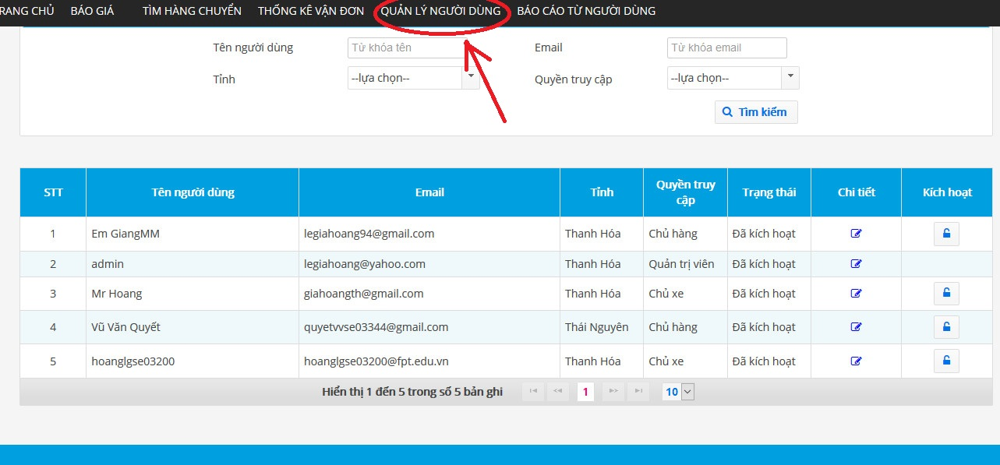 RANG CHỦ BÁO GIÁ TÌM HÀNG CHUYỂN THỐNG KÊ VẬN ĐƠN QUẢN LÝ NGƯỜI DÙNG BÁO CÁO TỪ NGƯỜI DÙNG
Tên người dùng Từ khóa tên Email Từ khóa email
Tỉnh --lựa chọn-- Quyền truy cập --lựa chọn--
Tìm kiếm
STT Tên người dùng Email Tỉnh Quyền truy cập Trạng thái Chi tiết Kích hoạt
1 Em GiangMM legiahoang94@gmail.com Thanh Hóa Chủ hàng Đã kích hoạt
2 admin legiahoang@yahoo.com Thanh Hóa Quản trị viên Đã kích hoạt
3 Mr Hoang giahoangth@gmail.com Thanh Hóa Chủ xe Đã kích hoạt
4 Vũ Văn Quyết quyetvvse03344@gmail.com Thái Nguyên Chủ hàng Đã kích hoạt
5 hoanglgse03200 hoanglgse03200@fpt.edu.vn Thanh Hóa Chủ xe Đã kích hoạt
Hiển thị 1 đến 5 trong số 5 bản ghi 1 10